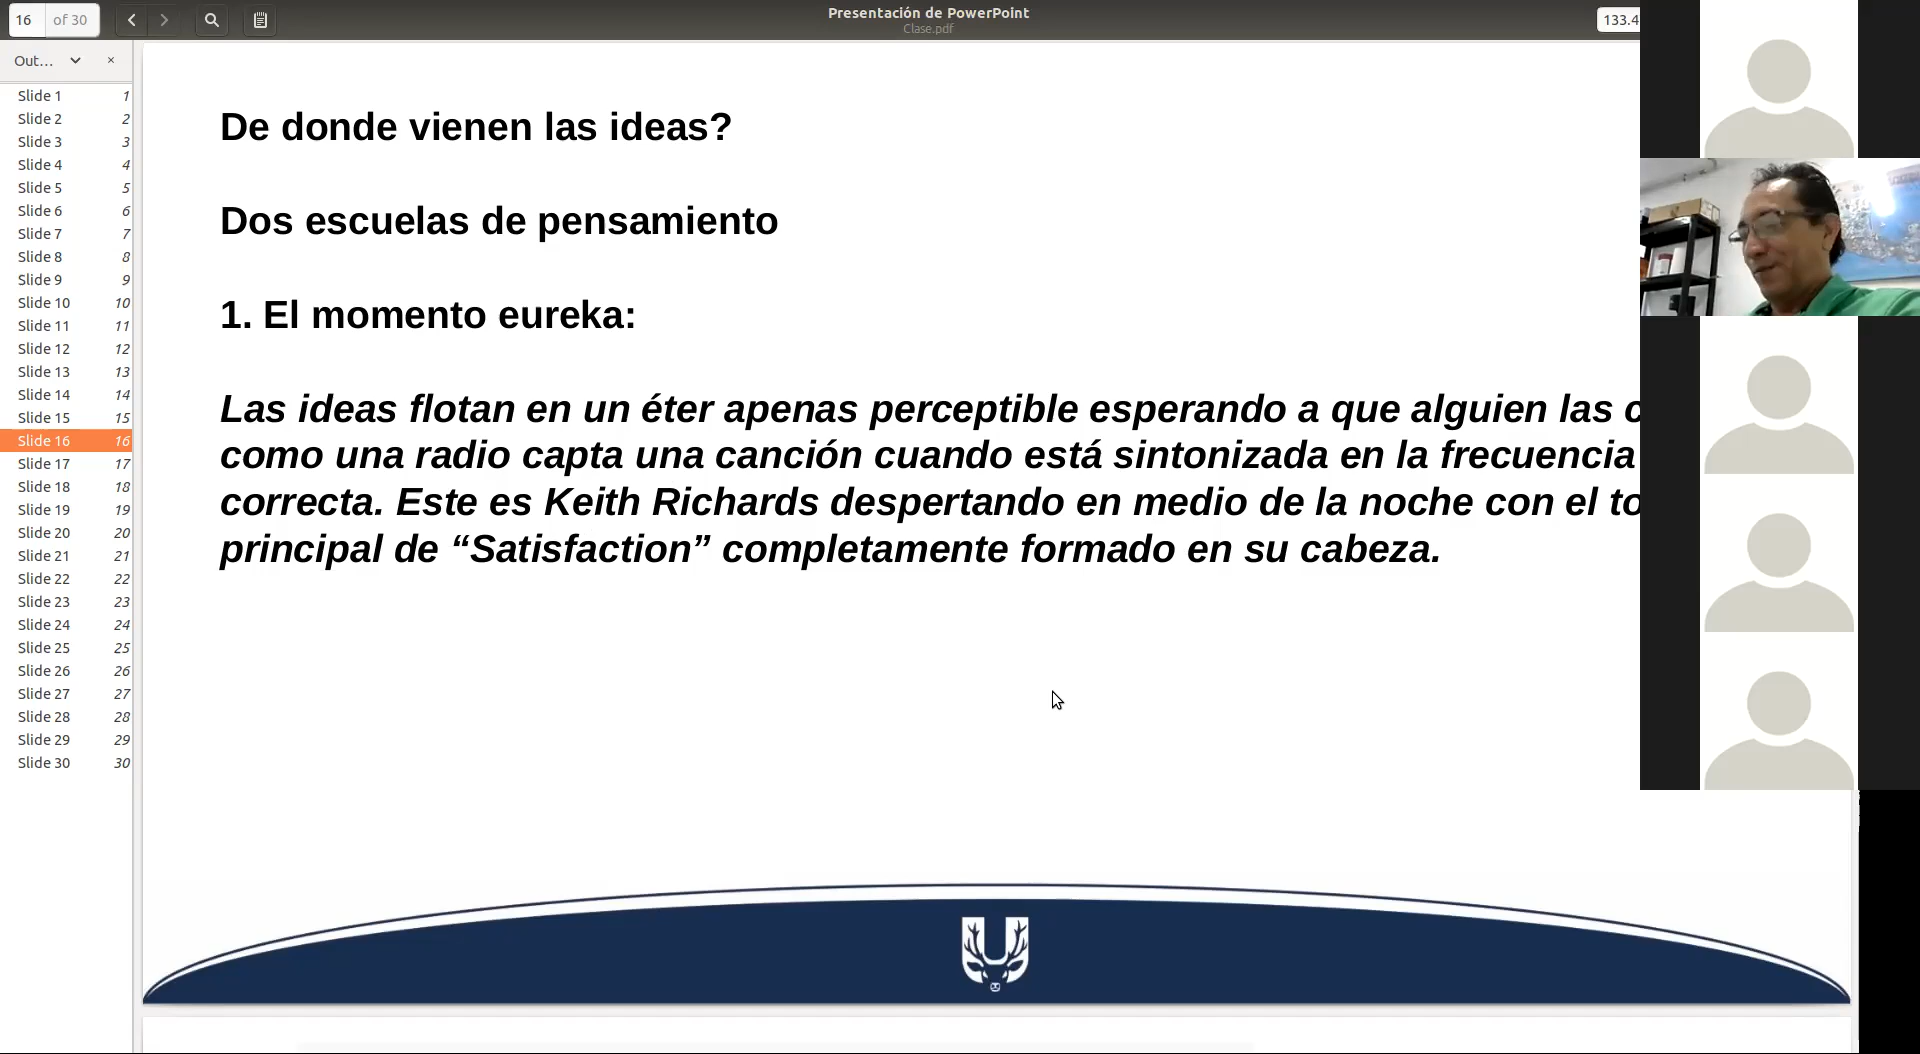 16 of 30
Presentación de PowerPoint
Clase.pdf
133.4
Out...
Slide 1 1
Slide 2 2
Slide 3 3
Slide 4 4
Slide 5 5
Slide 6 6
Slide 7 7
Slide 8 8
Slide 9 9
Slide 10 10
Slide 11 11
Slide 12 12
Slide 13 13
Slide 14 14
Slide 15 15
Slide 16 16
Slide 17 17
Slide 18 18
Slide 19 19
Slide 20 20
Slide 21 21
Slide 22 22
Slide 23 23
Slide 24 24
Slide 25 25
Slide 26 26
Slide 27 27
Slide 28 28
Slide 29 29
Slide 30 30
De donde vienen las ideas?
Dos escuelas de pensamiento
1. El momento eureka:
Las ideas flotan en un éter apenas perceptible esperando a que alguien las
como una radio capta una canción cuando está sintonizada en la frecuencia
correcta. Este es Keith Richards despertando en medio de la noche con el
principal de “Satisfaction” completamente formado en su cabeza.
U